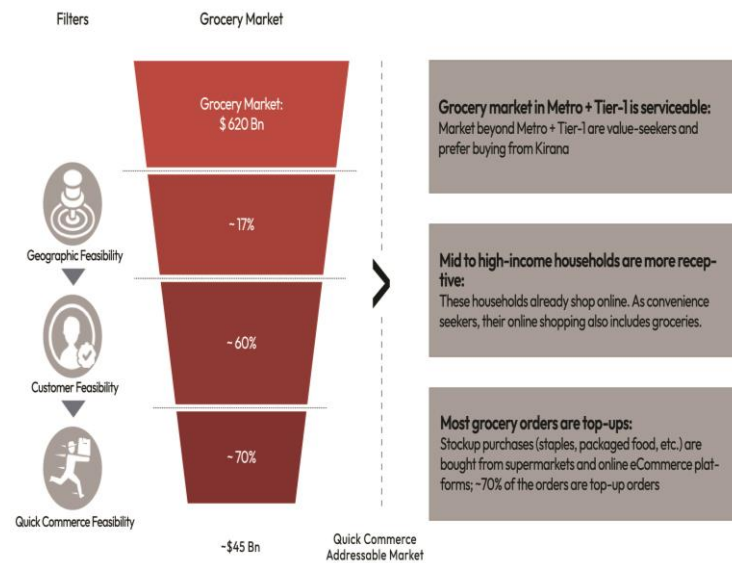 Filters
Grocery Market
Grocery Market:
$ 620 Bn
~ 17%
Geographic Feasibility
~ 60%
Customer Feasibility
~ 70%
Quick Commerce Feasibility
~$45 Bn
Quick Commerce
Addressable Market
Grocery market in Metro + Tier-1 is serviceable:
Market beyond Metro + Tier-1 are value-seekers and
prefer buying from Kirana
Mid to high-income households are more recep-
tive:
These households already shop online. As convenience
seekers, their online shopping also includes groceries.
Most grocery orders are top-ups:
Stockup purchases (staples, packaged food, etc.) are
bought from supermarkets and online eCommerce plat-
forms; ~70% of the orders are top-up orders